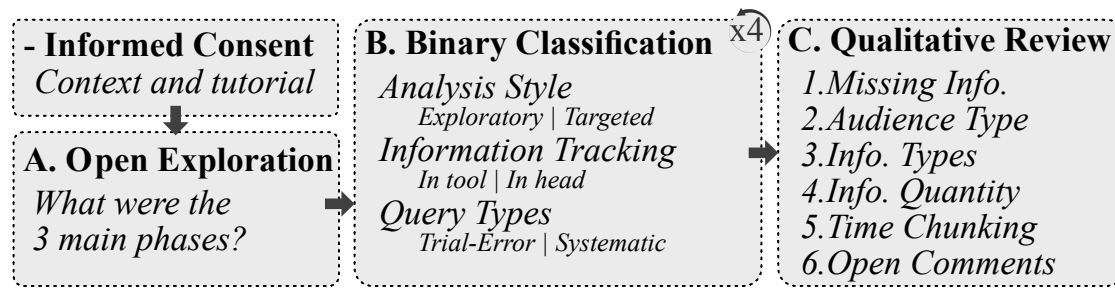 - Informed Consent
Context and tutorial
A. Open Exploration
What were the
3 main phases?
B. Binary Classification
x4
Analysis Style
Exploratory | Targeted
Information Tracking
In tool | In head
Query Types
Trial-Error | Systematic
C. Qualitative Review
1.Missing Info.
2.Audience Type
3.Info. Types
4.Info. Quantity
5.Time Chunking
6.Open Comments